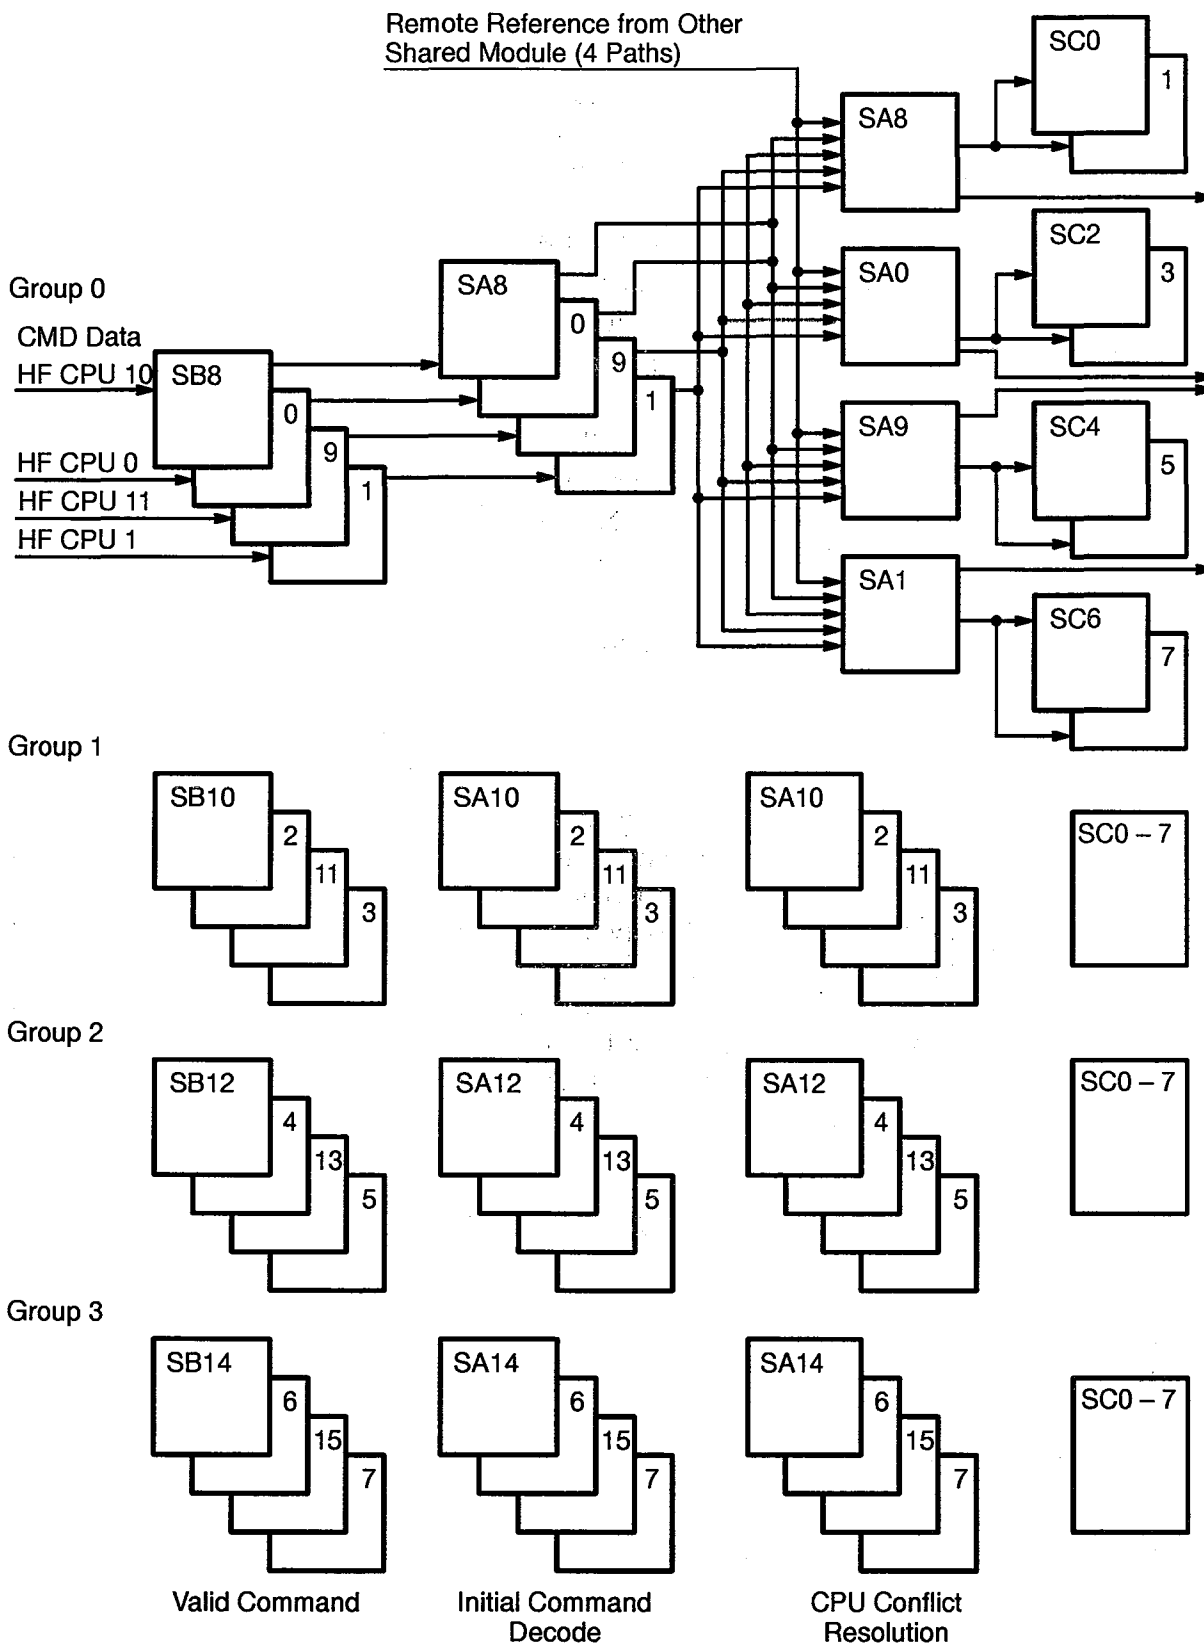 Remote Reference from Other
Shared Module (4 Paths)
SC0
1
SA8
SC2
3
SA0
SA8
0
9
1
Group 0
CMD Data
HF CPU 10
SB8
0
9
1
HF CPU 0
HF CPU 11
HF CPU 1
SA9
SC4
5
SA1
SC6
7
Group 1
SB10
2
11
3
SA10
2
11
3
SA10
2
11
3
SC0 – 7
Group 2
SB12
4
13
5
SA12
4
13
5
SA12
4
13
5
SC0 – 7
Group 3
SB14
6
15
7
SA14
6
15
7
SA14
6
15
7
SC0 – 7
Valid Command
Initial Command
Decode
CPU Conflict
Resolution